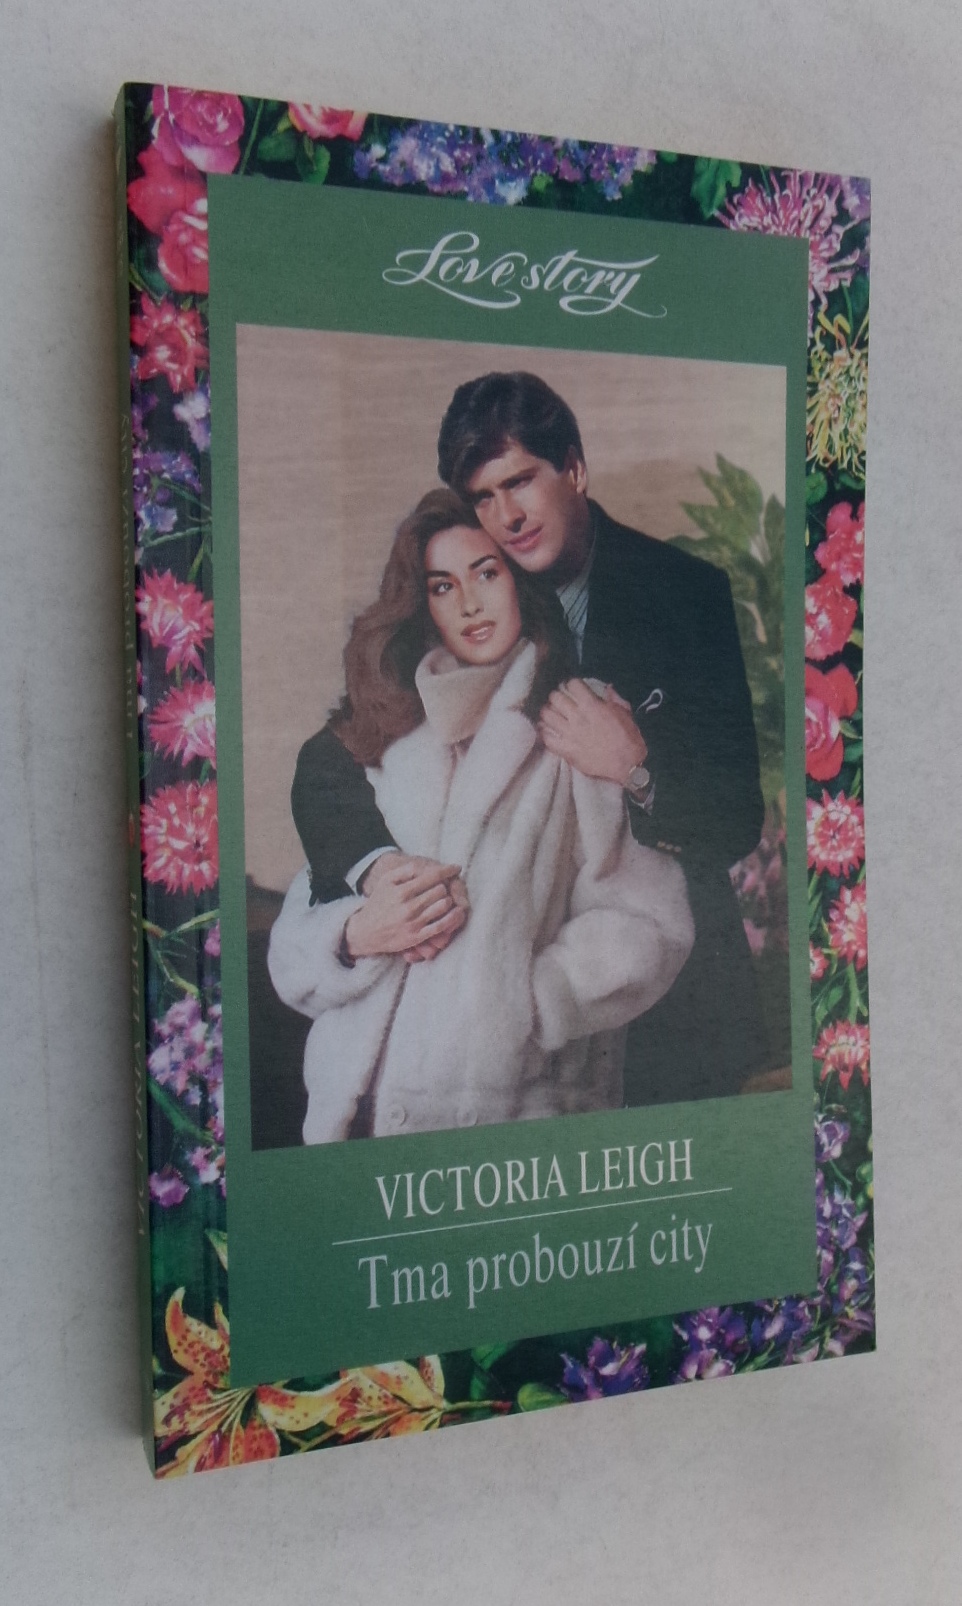 Love story
VICTORIA LEIGH
Tma probouzí city